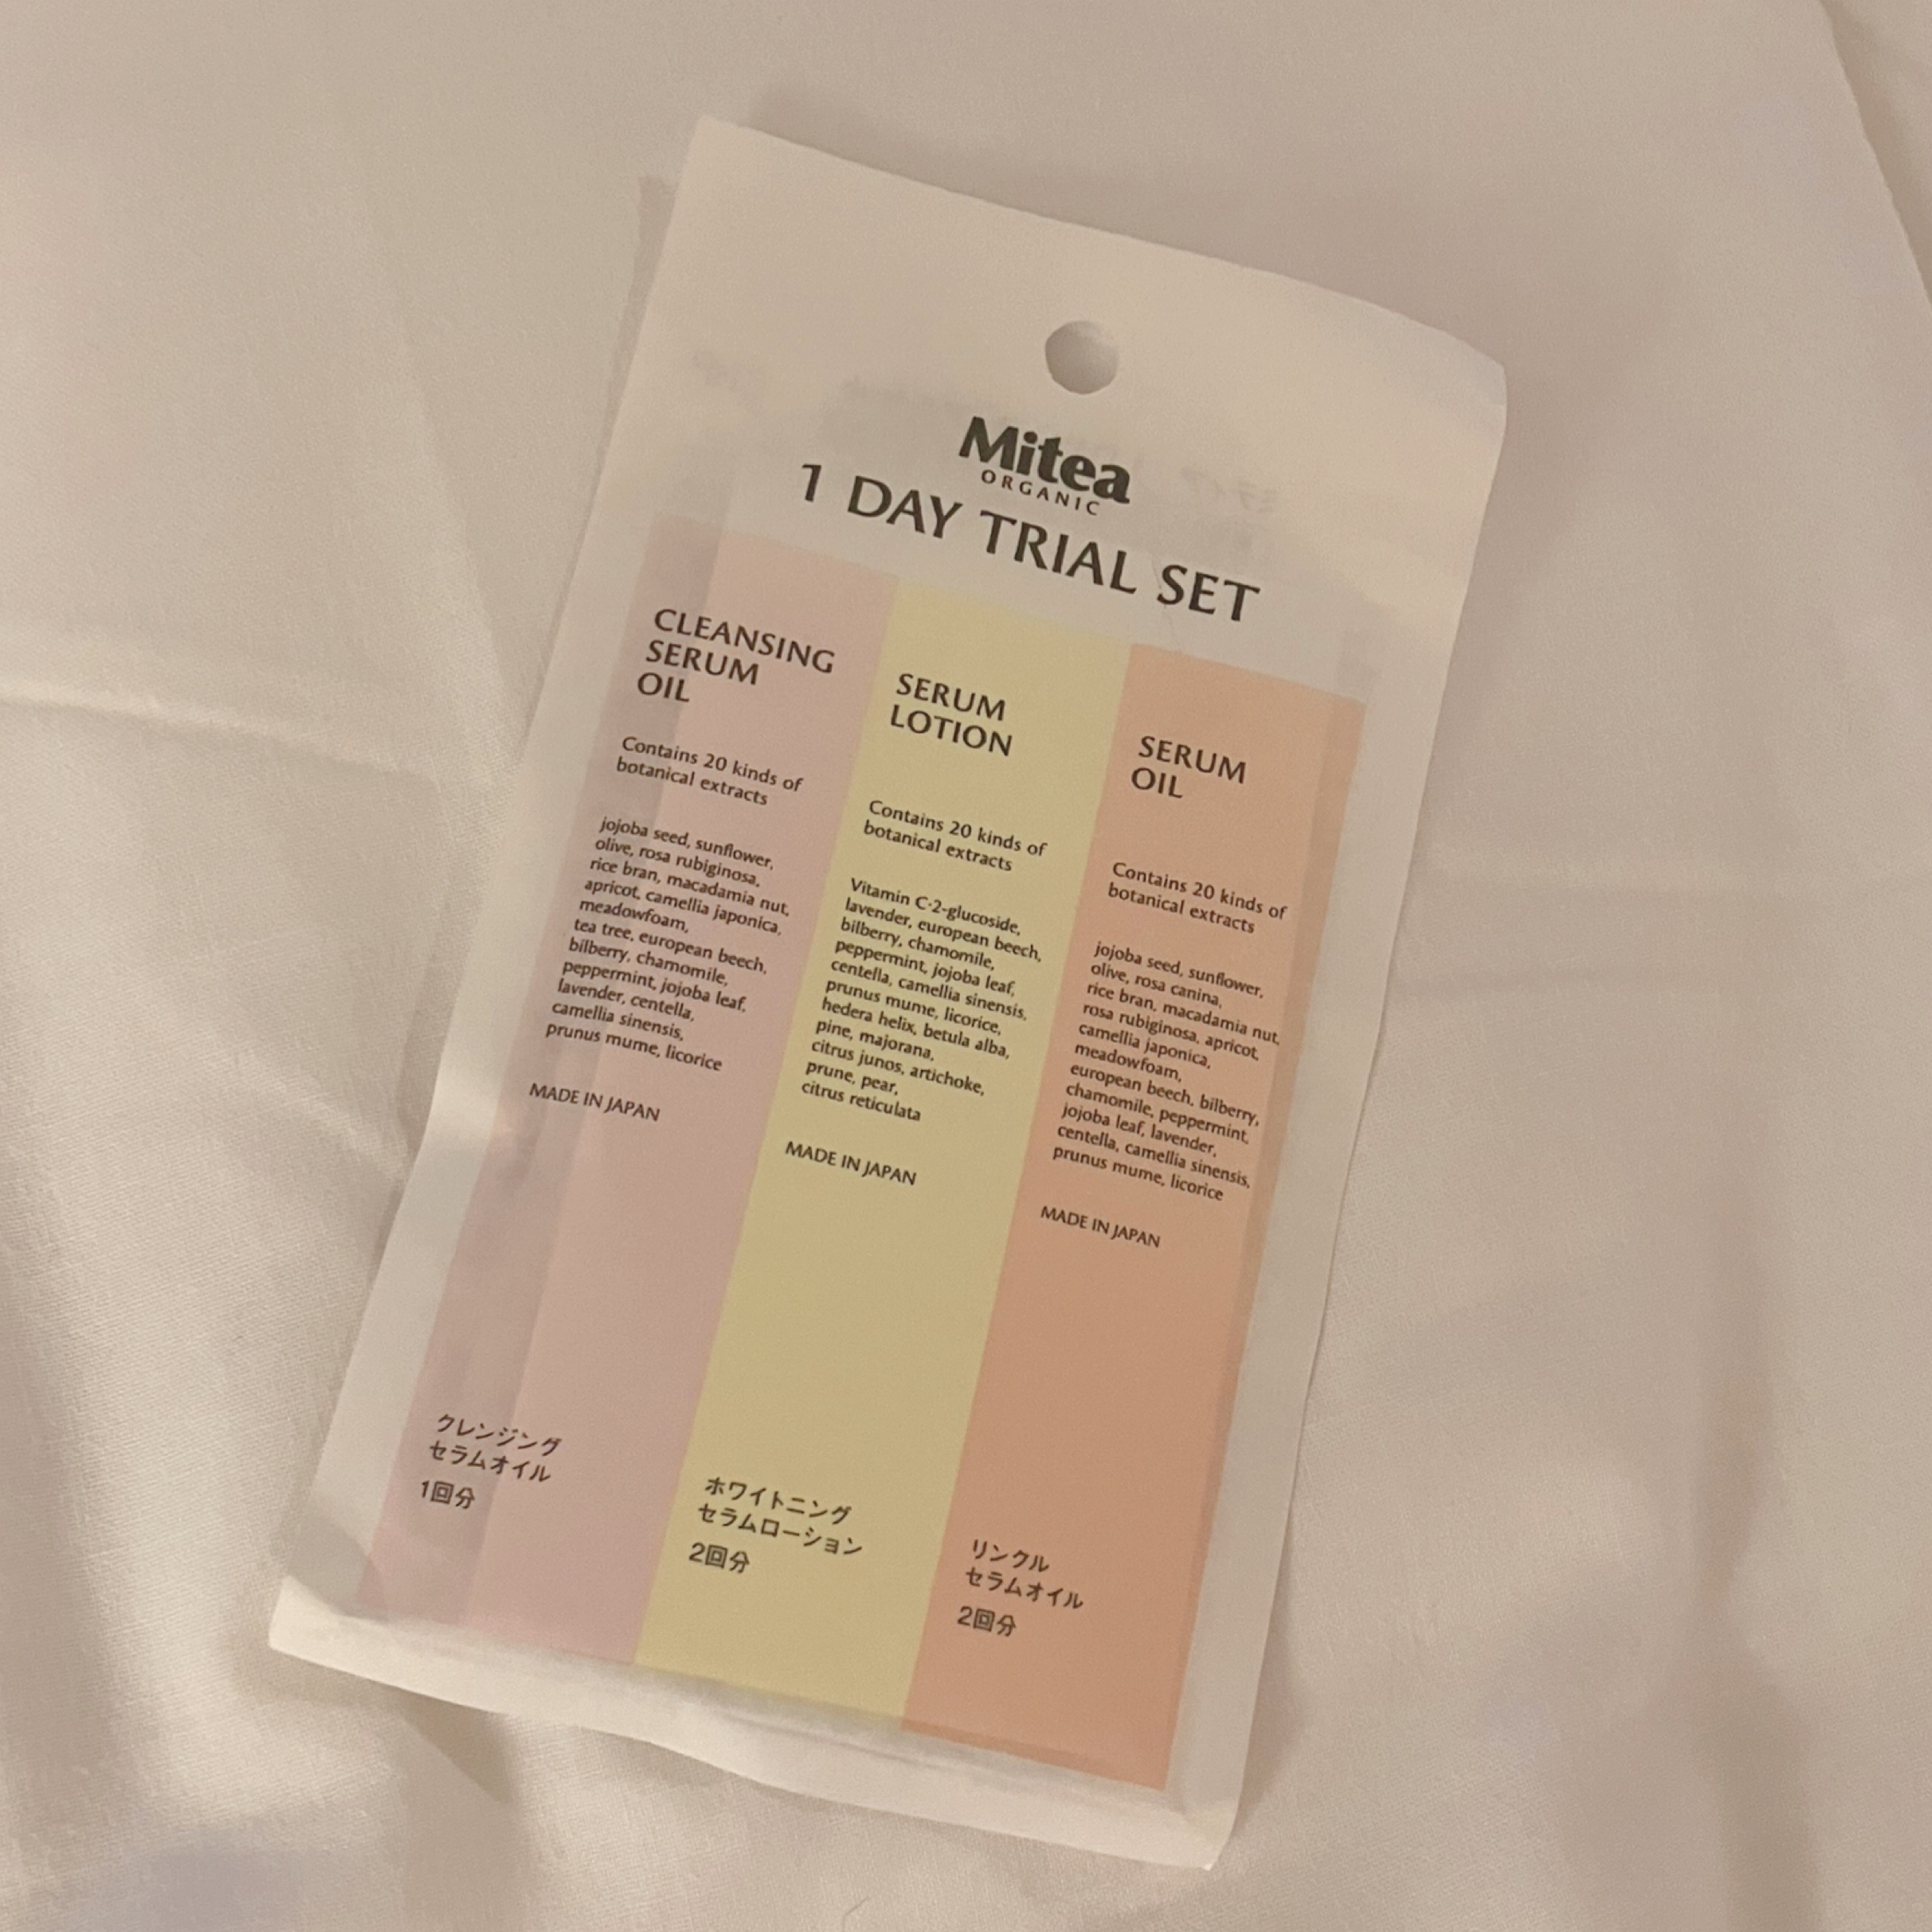 Mitea
ORGANIC
1 DAY TRIAL SET
CLEANSING
SERUM
OIL
Contains 20 kinds of
botanical extracts
jojoba seed, sunflower,
olive, rosa rubiginosa,
rice bran, macadamia nut,
apricot, camellia japonica,
meadowfoam,
tea tree, european beech,
bilberry, chamomile,
peppermint, jojoba leaf,
lavender, centella,
camellia sinensis,
prunus mume, licorice
MADE IN JAPAN
クレンジング
セラムオイル
1回分
SERUM
LOTION
Contains 20 kinds of
botanical extracts
Vitamin C·2-glucoside,
lavender, european beech,
bilberry, chamomile,
peppermint, jojoba leaf,
centella, camellia sinensis,
prunus mume, licorice,
hedera helix, betula alba,
pine, majorana,
citrus junos, artichoke,
prune, pear,
citrus reticulata
MADE IN JAPAN
ホワイトニング
セラムローション
2回分
SERUM
OIL
Contains 20 kinds of
botanical extracts
jojoba seed, sunflower,
olive, rosa canina,
rice bran, macadamia nut,
rosa rubiginosa, apricot,
camellia japonica,
meadowfoam,
european beech, bilberry,
chamomile, peppermint,
jojoba leaf, lavender,
centella, camellia sinensis,
prunus mume, licorice
MADE IN JAPAN
リンクル
セラムオイル
2回分